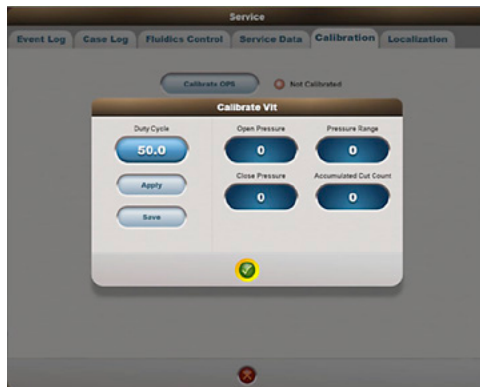 Service
Event Log Case Log Fluidics Control Service Data Calibration Localization
Calibrate OPS Not Calibrated
Calibrate Vit
Duty Cycle Open Pressure Pressure Range
50.0 0 0
Apply Close Pressure Accumulated Cut Count
Save 0 0